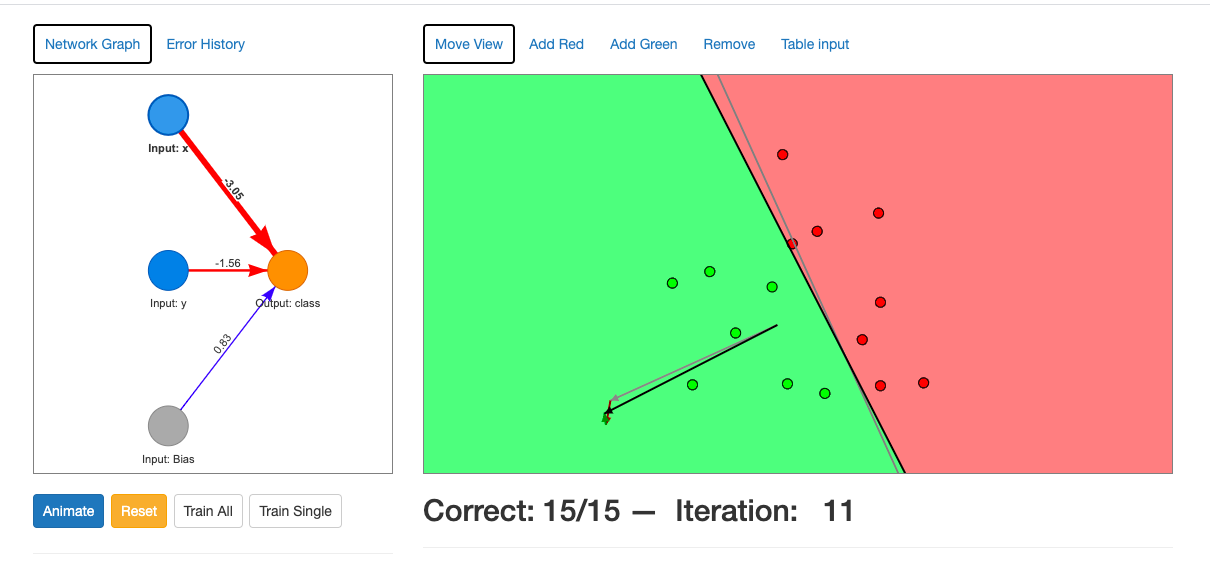 Network Graph Error History
Move View Add Red Add Green Remove Table input
Input: x
-3.05
-1.56
Input: y
Output: class
0.83
Input: Bias
Animate Reset Train All Train Single
Correct: 15/15 — Iteration: 11